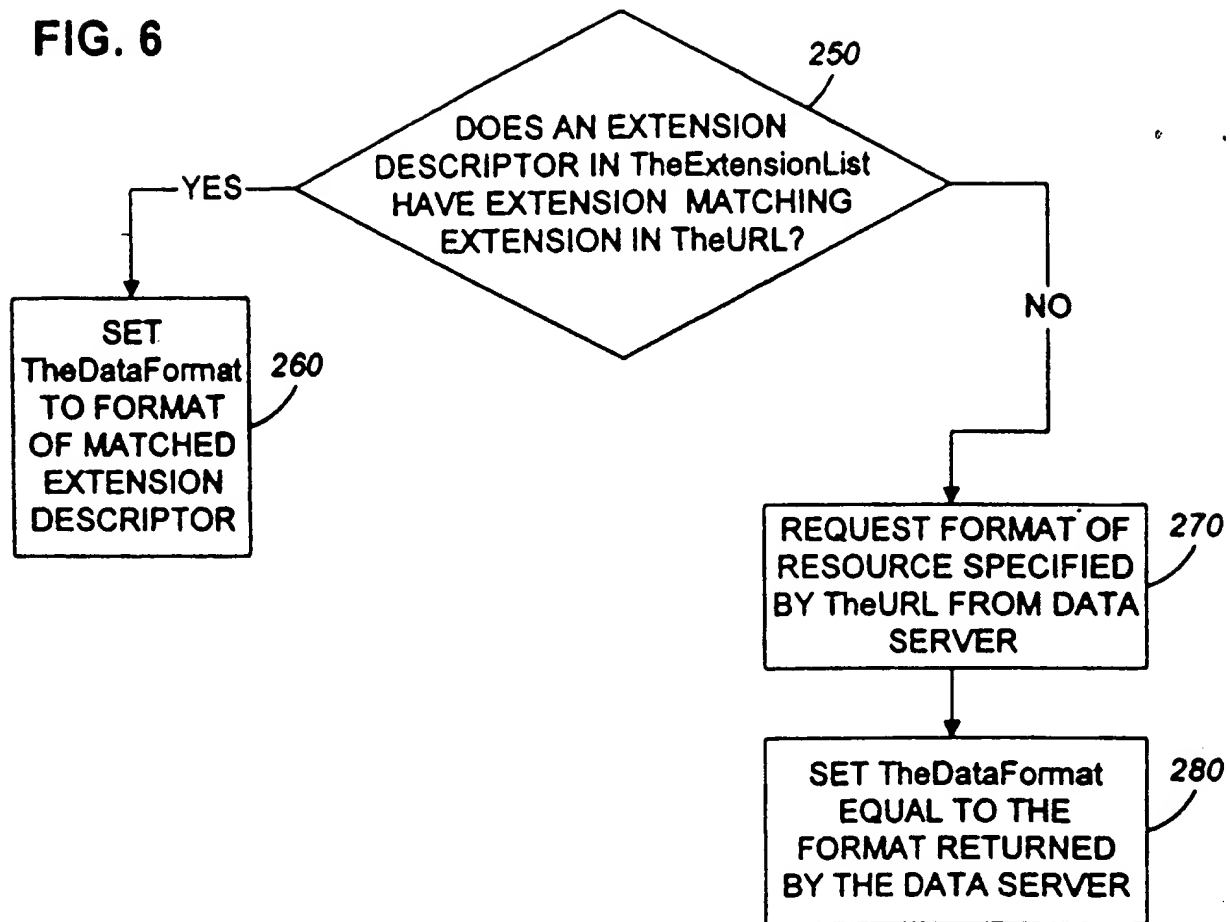 FIG. 6
250
DOES AN EXTENSION
DESCRIPTOR IN TheExtensionList
HAVE EXTENSION MATCHING
EXTENSION IN TheURL?
YES
NO
SET
TheDataFormat
TO FORMAT
OF MATCHED
EXTENSION
DESCRIPTOR
260
REQUEST FORMAT OF
RESOURCE SPECIFIED
BY TheURL FROM DATA
SERVER
270
SET TheDataFormat
EQUAL TO THE
FORMAT RETURNED
BY THE DATA SERVER
280